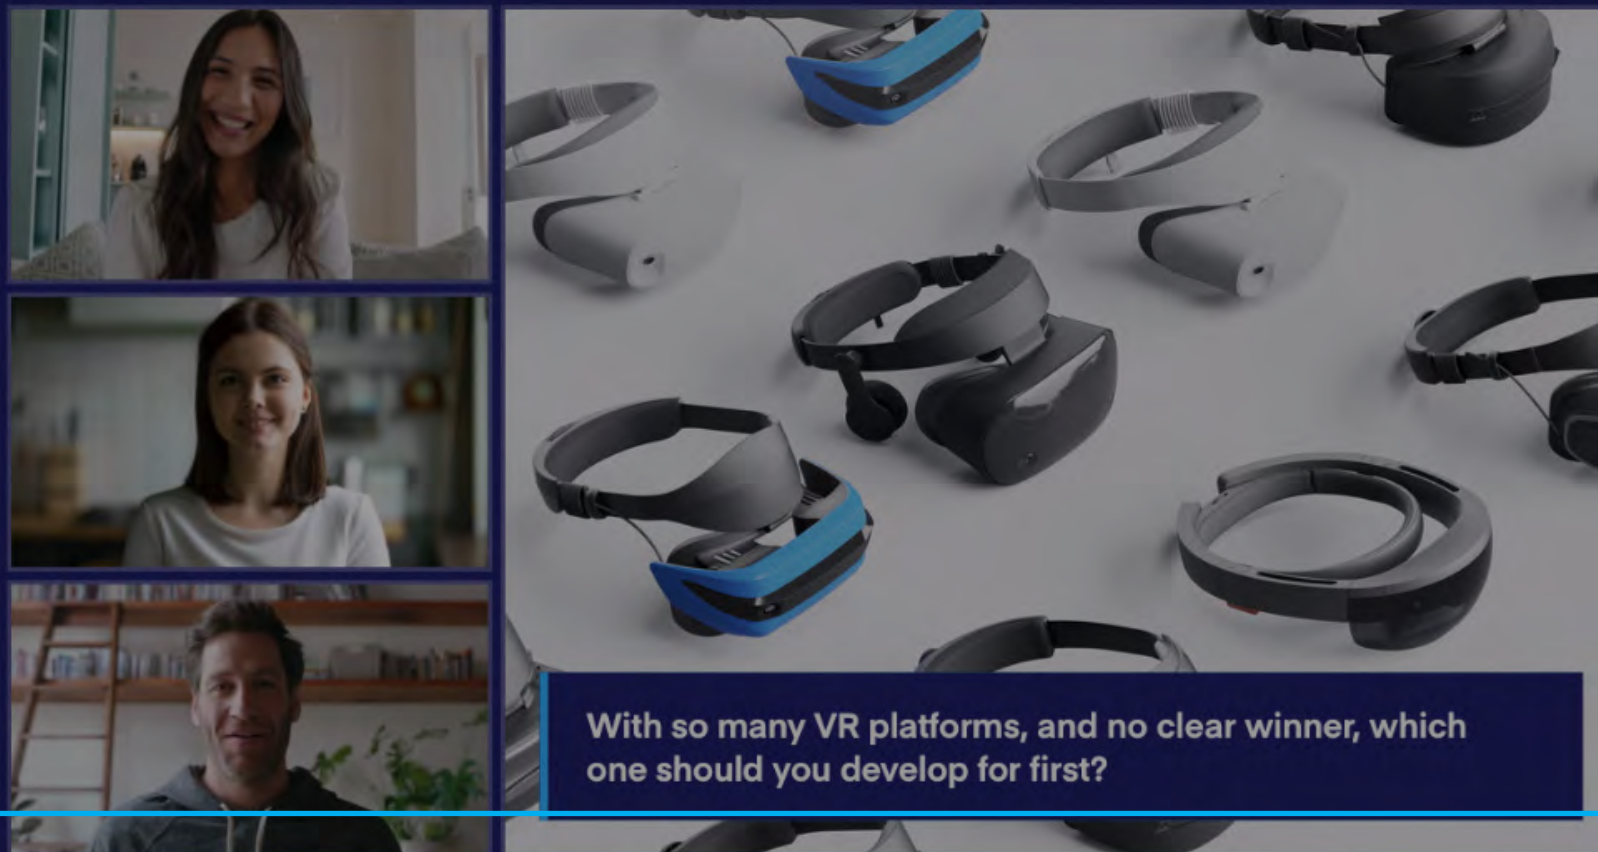 With so many VR platforms, and no clear winner, which
one should you develop for first?